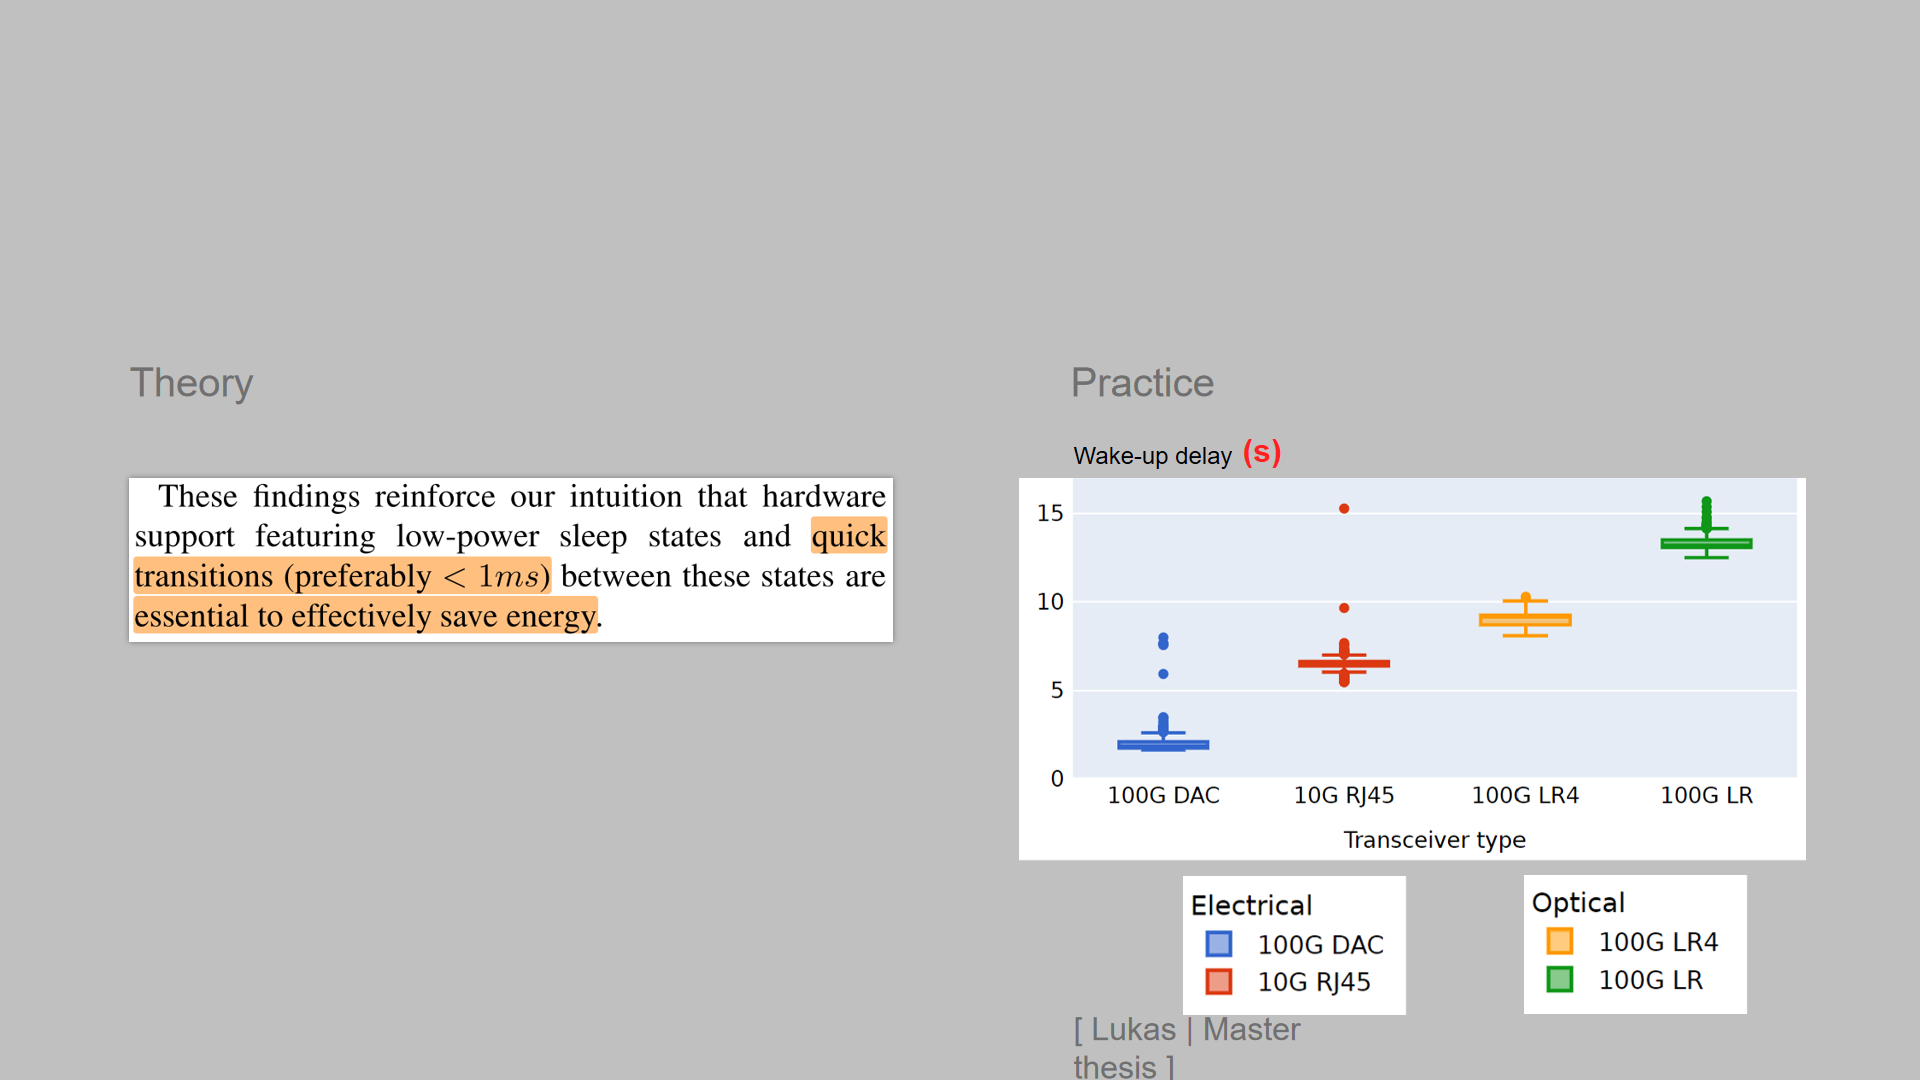 Theory
These findings reinforce our intuition that hardware
support featuring low-power sleep states and quick
transitions (preferably < 1ms) between these states are
essential to effectively save energy.
Practice
Wake-up delay (s)
15
10
5
0
100G DAC 10G RJ45 100G LR4 100G LR
Transceiver type
Electrical
100G DAC
10G RJ45
Optical
100G LR4
100G LR
[ Lukas | Master
thesis ]